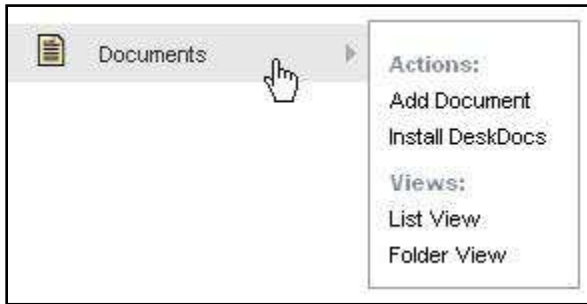 Documents
Actions:
Add Document
Install DeskDocs
Views:
List View
Folder View